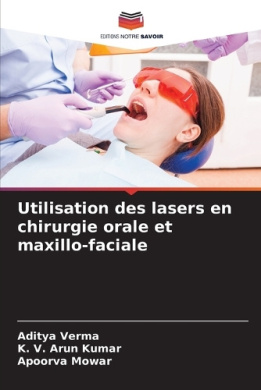 EDITIONS NOTRE SAVOIR
Utilisation des lasers en
chirurgie orale et
maxillo-faciale
Aditya Verma
K. V. Arun Kumar
Apoorva Mowar